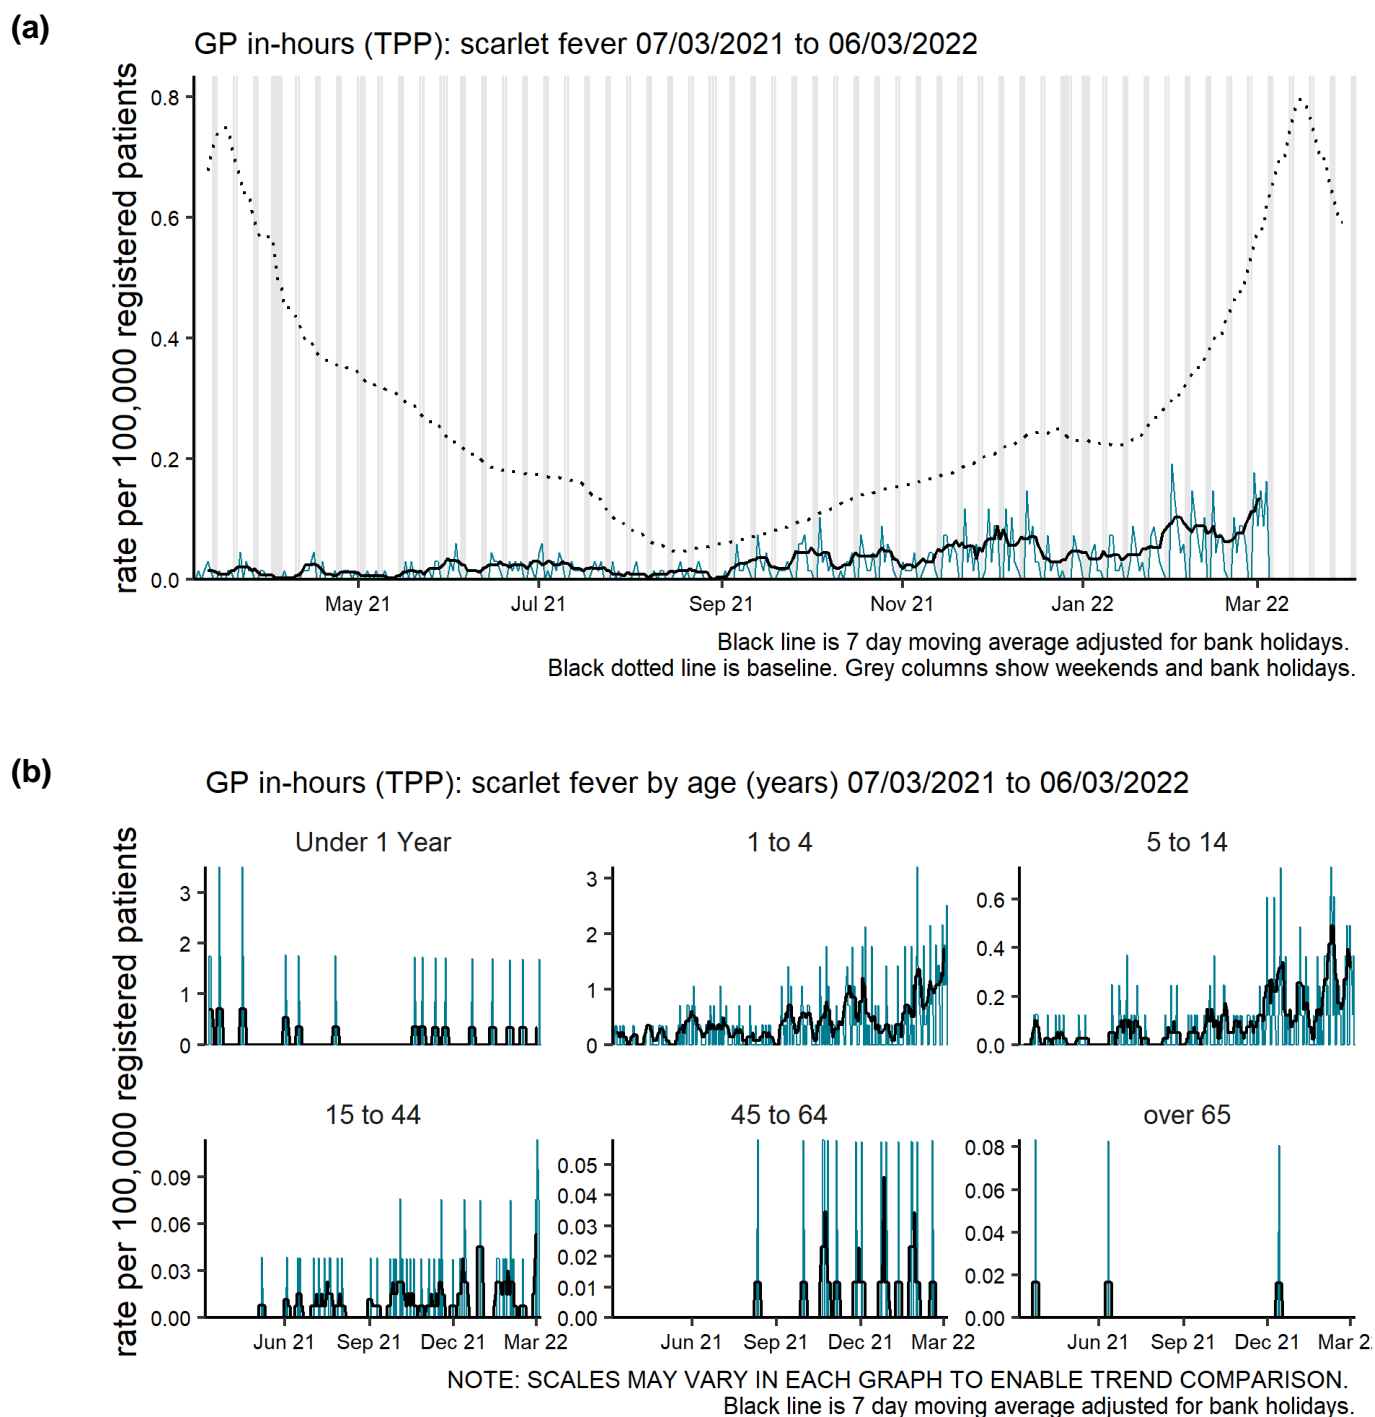 (a)
GP in-hours (TPP): scarlet fever 07/03/2021 to 06/03/2022
rate per 100,000 registered patients
0.8
0.6
0.4
0.2
0.0
May 21 Jul 21 Sep 21 Nov 21 Jan 22 Mar 22
Black line is 7 day moving average adjusted for bank holidays.
Black dotted line is baseline. Grey columns show weekends and bank holidays.
(b)
GP in-hours (TPP): scarlet fever by age (years) 07/03/2021 to 06/03/2022
rate per 100,000 registered patients
Under 1 Year
3
2
1
0
1 to 4
3
2
1
0
5 to 14
0.6
0.4
0.2
0.0
15 to 44
0.09
0.06
0.03
0.00
Jun 21 Sep 21 Dec 21 Mar 22
45 to 64
0.05
0.04
0.03
0.02
0.01
0.00
Jun 21 Sep 21 Dec 21 Mar 22
over 65
0.08
0.06
0.04
0.02
0.00
Jun 21 Sep 21 Dec 21 Mar 2
NOTE: SCALES MAY VARY IN EACH GRAPH TO ENABLE TREND COMPARISON.
Black line is 7 day moving average adjusted for bank holidays.